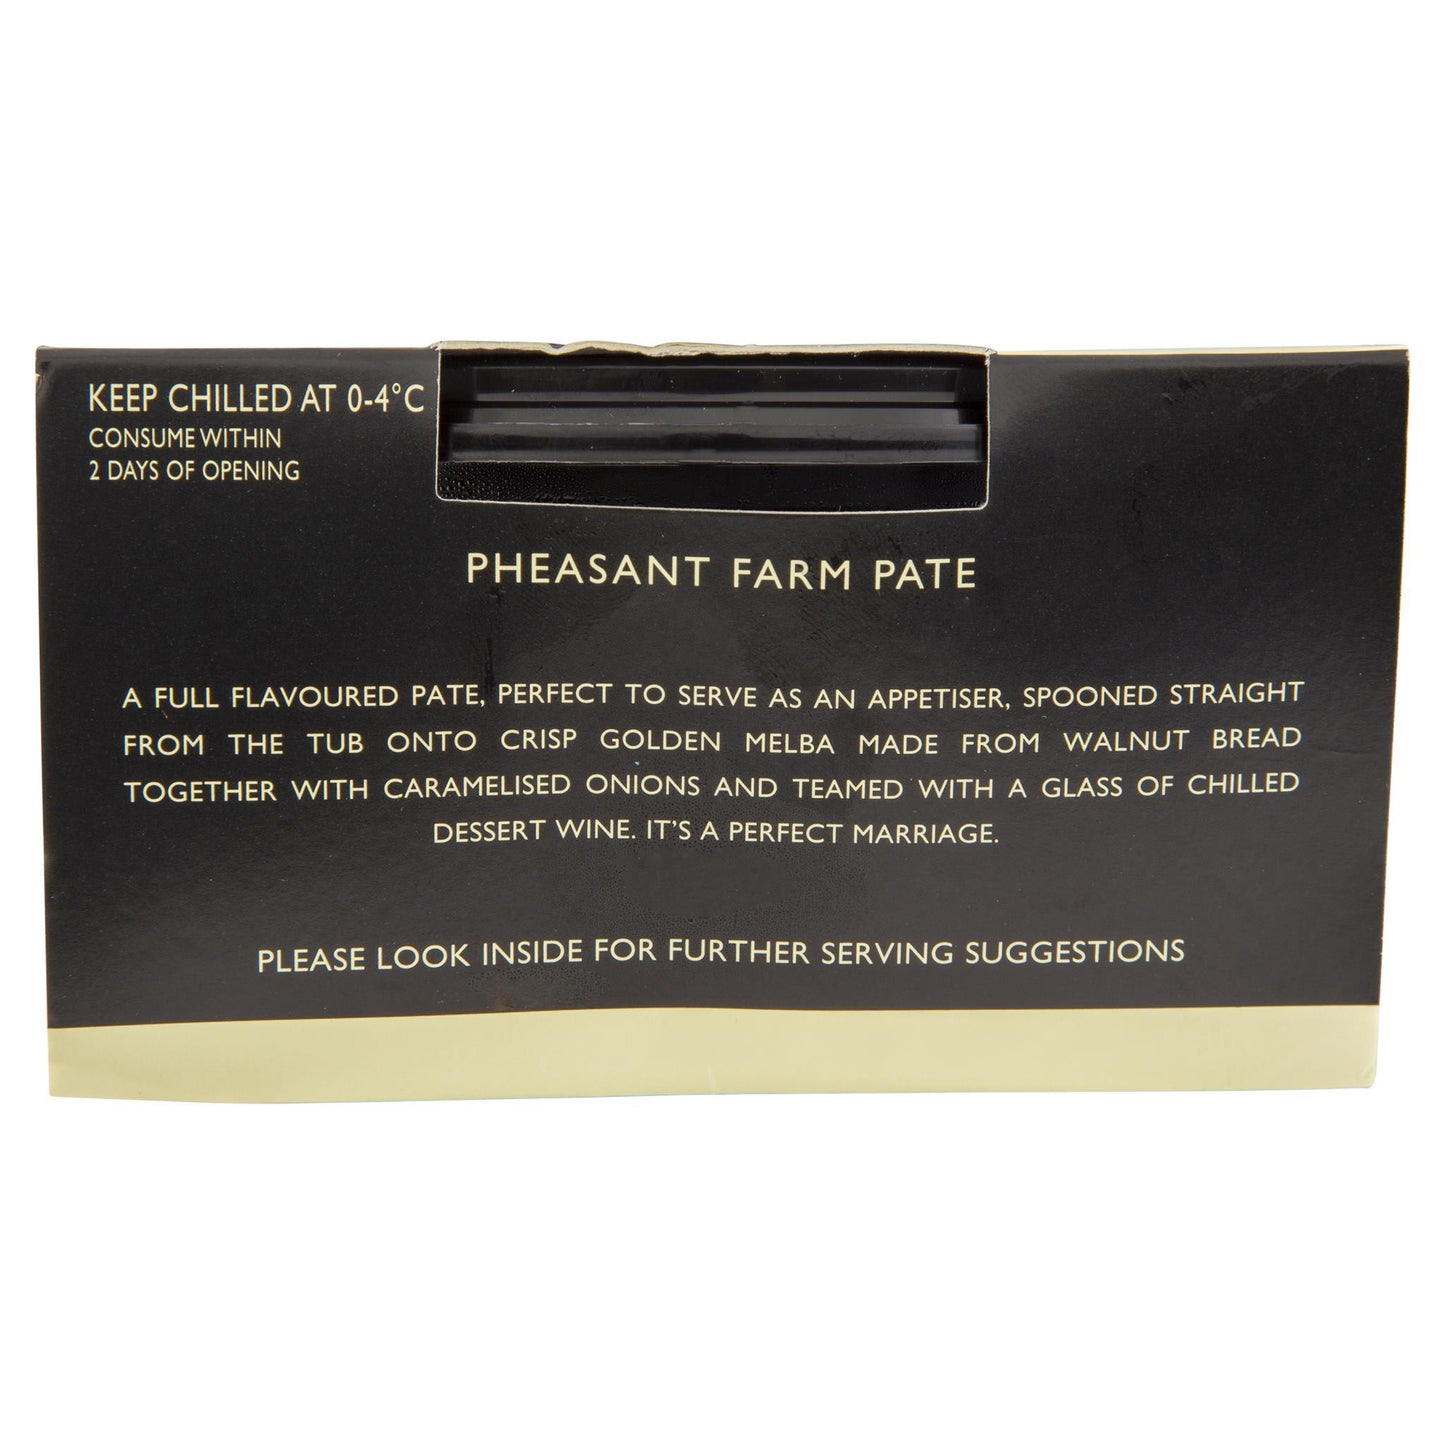 KEEP CHILLED AT 0-4°C
CONSUME WITHIN
2 DAYS OF OPENING
PHEASANT FARM PATE
A FULL FLAVOURED PATE, PERFECT TO SERVE AS AN APPETISER, SPOONED STRAIGHT
FROM THE TUB ONTO CRISP GOLDEN MELBA MADE FROM WALNUT BREAD
TOGETHER WITH CARAMELISED ONIONS AND TEAMED WITH A GLASS OF CHILLED
DESSERT WINE. IT'S A PERFECT MARRIAGE.
PLEASE LOOK INSIDE FOR FURTHER SERVING SUGGESTIONS